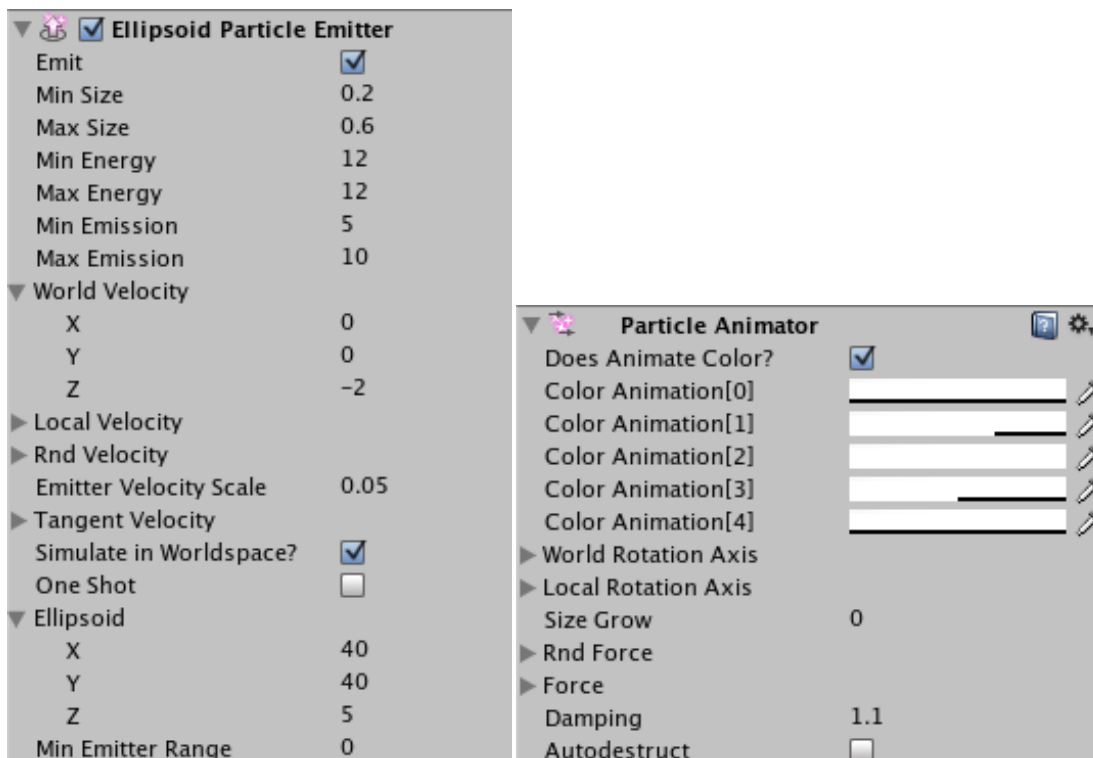 Ellipsoid Particle Emitter
Emit
Min Size 0.2
Max Size 0.6
Min Energy 12
Max Energy 12
Min Emission 5
Max Emission 10
World Velocity
X 0
Y 0
Z -2
Local Velocity
Rnd Velocity
Emitter Velocity Scale 0.05
Tangent Velocity
Simulate in Worldspace?
One Shot
Ellipsoid
X 40
Y 40
Z 5
Min Emitter Range 0
Particle Animator
Does Animate Color?
Color Animation[0]
Color Animation[1]
Color Animation[2]
Color Animation[3]
Color Animation[4]
World Rotation Axis
Local Rotation Axis
Size Grow 0
Rnd Force
Force
Damping 1.1
Autodestruct